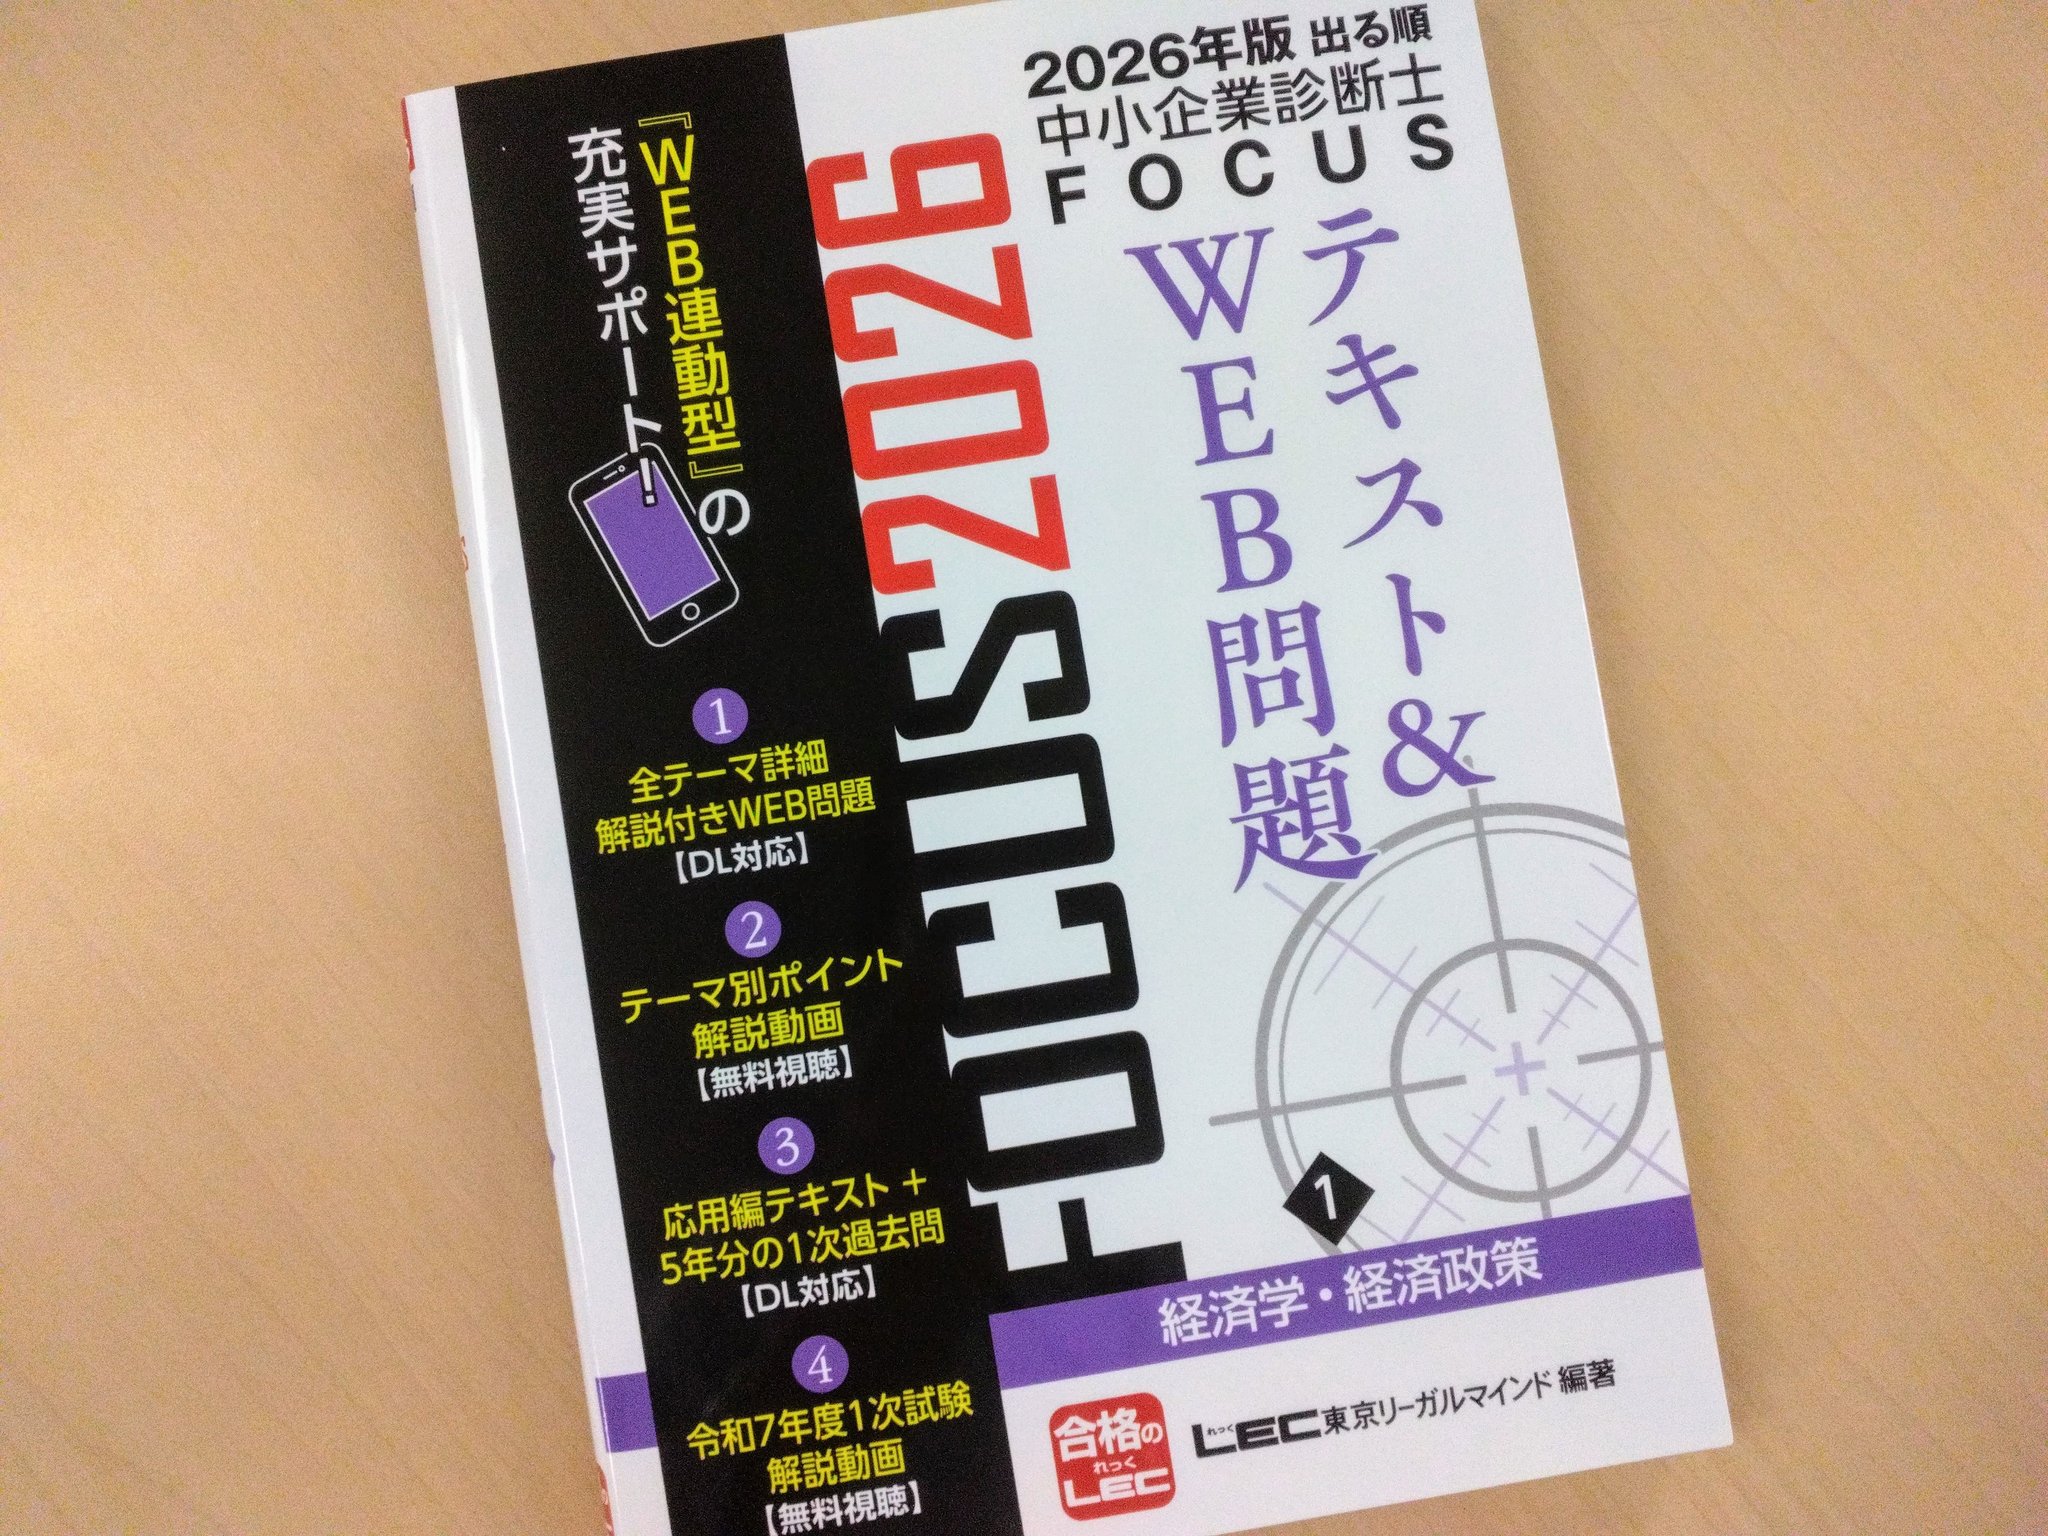 2026年版 出る順
中小企業診断士
FOCUS
テキスト&
WEB問題
FOCUS2026
『WEB連動型』の
充実サポート!
1
全テーマ詳細
解説付きWEB問題
【DL対応】
2
テーマ別ポイント
解説動画
【無料視聴】
3
応用編テキスト+
5年分の1次過去問
【DL対応】
4
令和7年度1次試験
解説動画
【無料視聴】
1
経済学・経済政策
合格の
れっく
LEC
れっく
LEC東京リーガルマインド 編著